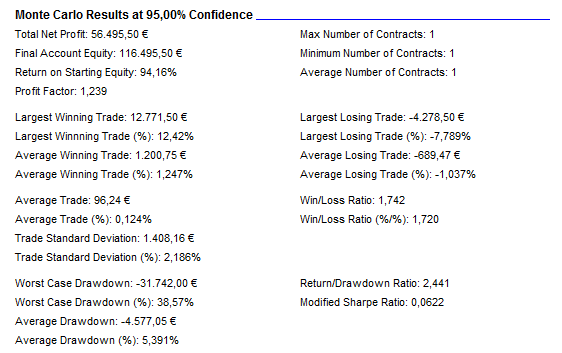 Monte Carlo Results at 95,00% Confidence
Total Net Profit: 56.495,50 €
Max Number of Contracts: 1
Final Account Equity: 116.495,50 €
Minimum Number of Contracts: 1
Return on Starting Equity: 94,16%
Average Number of Contracts: 1
Profit Factor: 1,239
Largest Winning Trade: 12.771,50 €
Largest Losing Trade: -4.278,50 €
Largest Winnning Trade (%): 12,42%
Largest Losing Trade (%): -7,789%
Average Winning Trade: 1.200,75 €
Average Losing Trade: -689,47 €
Average Winning Trade (%): 1,247%
Average Losing Trade (%): -1,037%
Average Trade: 96,24 €
Win/Loss Ratio: 1,742
Average Trade (%): 0,124%
Win/Loss Ratio (%/%): 1,720
Trade Standard Deviation: 1.408,16 €
Trade Standard Deviation (%): 2,186%
Worst Case Drawdown: -31.742,00 €
Return/Drawdown Ratio: 2,441
Worst Case Drawdown (%): 38,57%
Modified Sharpe Ratio: 0,0622
Average Drawdown: -4.577,05 €
Average Drawdown (%): 5,391%